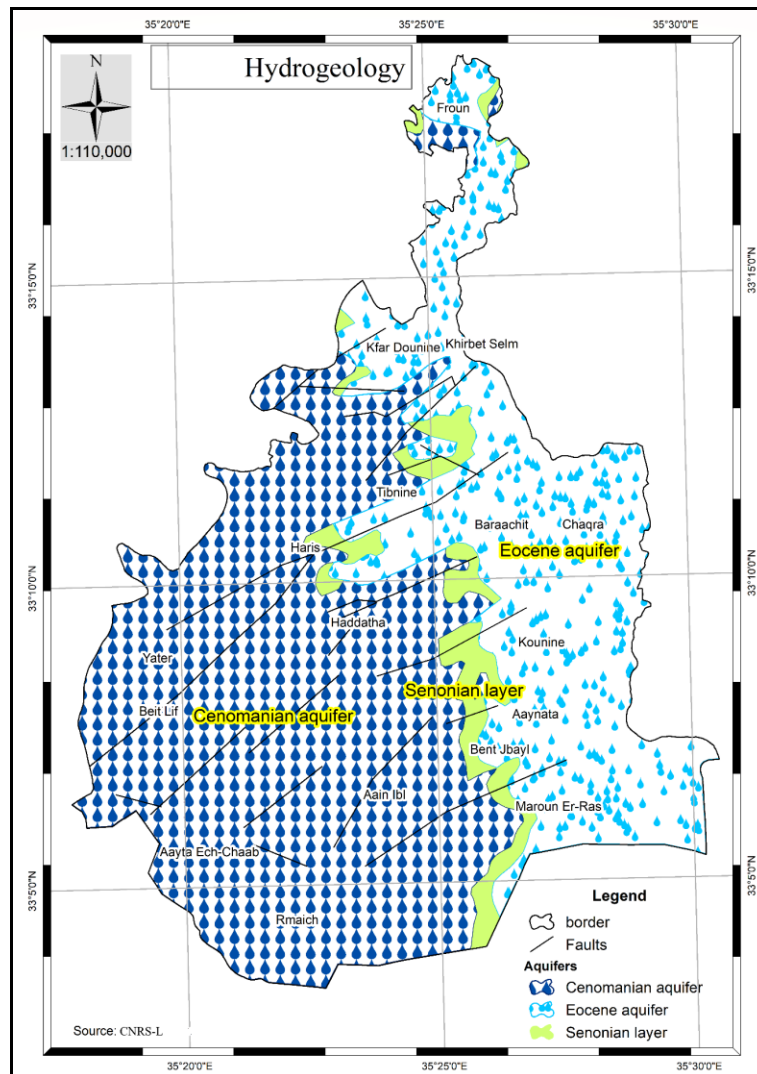 35°20'0"E
35°25'0"E
35°30'0"E
Hydrogeology
N
1:110,000
Froun
33°15'0"N
33°15'0"N
Kfar Dounine
Khirbet Selm
Tibnine
Baraachit
Chaqra
Haris
Eocene aquifer
33°10'0"N
33°10'0"N
Haddatha
Kounine
Yater
Senonian layer
Beit Lif
Cenomanian aquifer
Aaynata
Bent Jbayl
Aain Ibl
Maroun Er-Ras
Aayta Ech-Chaab
33°5'0"N
33°5'0"N
Rmaich
Legend
border
Faults
Aquifers
Cenomanian aquifer
Eocene aquifer
Senonian layer
Source: CNRS-L
35°20'0"E
35°25'0"E
35°30'0"E